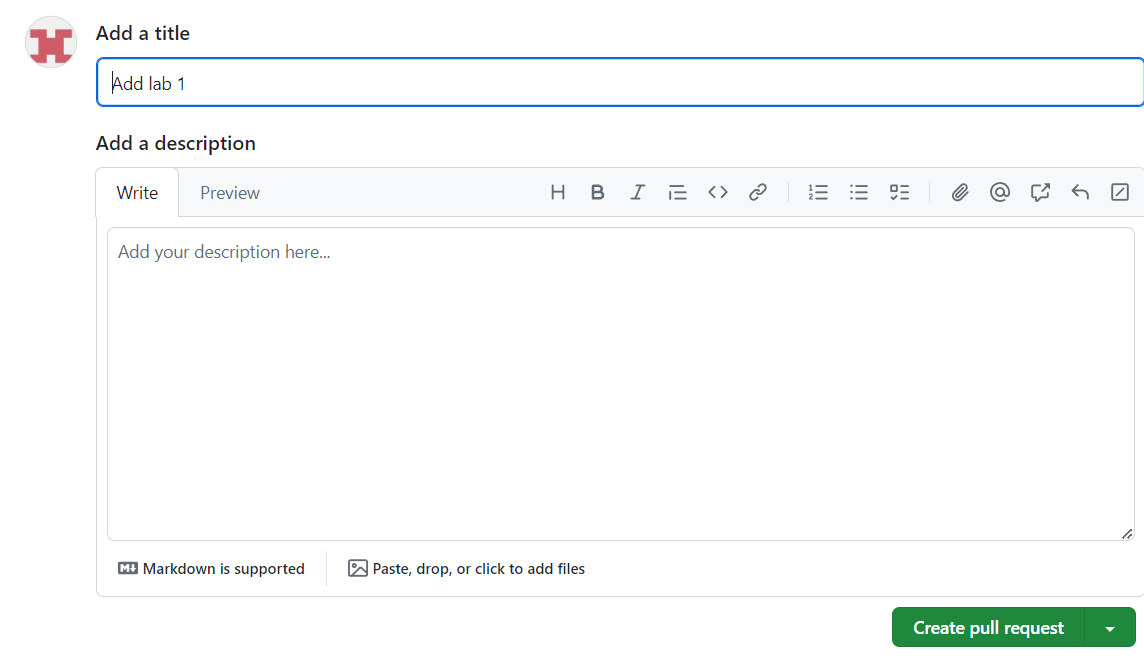 Add a title
Add lab 1
Add a description
Write Preview
Add your description here...
Markdown is supported Paste, drop, or click to add files
Create pull request